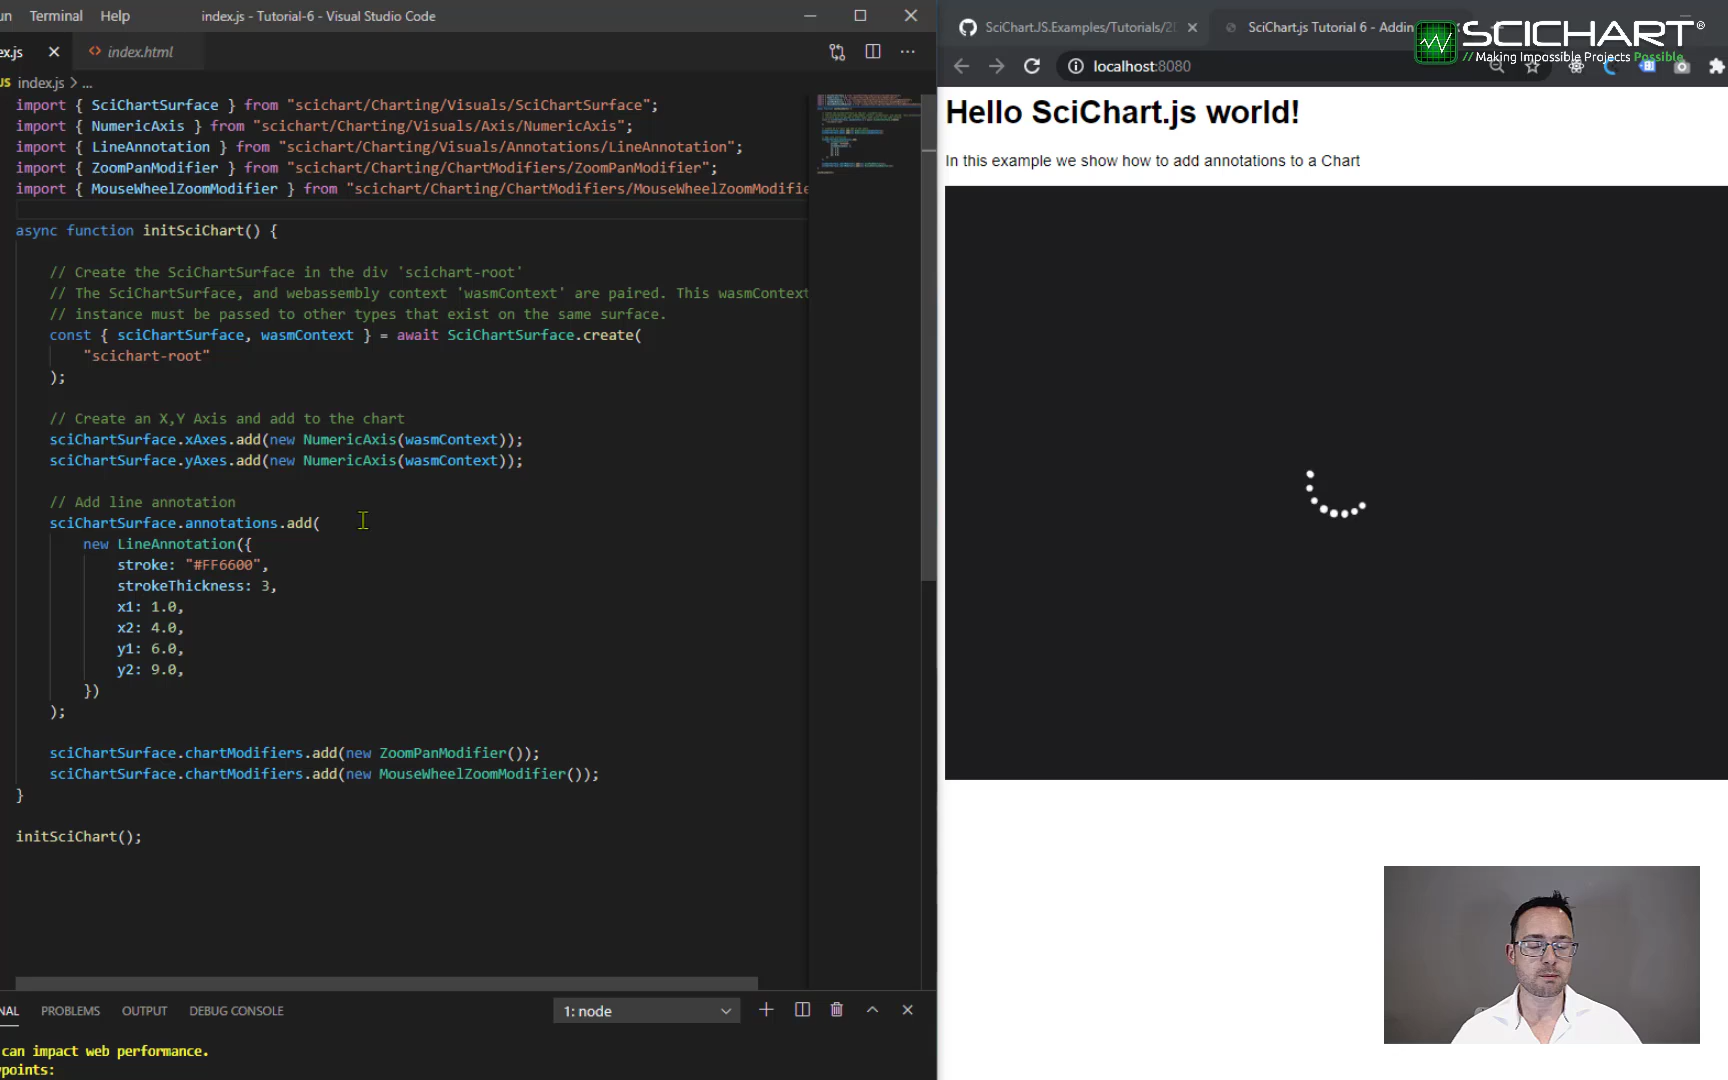 un Terminal Help index.js - Tutorial-6 - Visual Studio Code
ex.js index.html
JS index.js > ...
import { SciChartSurface } from "scichart/Charting/Visuals/SciChartSurface";
import { NumericAxis } from "scichart/Charting/Visuals/Axis/NumericAxis";
import { LineAnnotation } from "scichart/Charting/Visuals/Annotations/LineAnnotation";
import { ZoomPanModifier } from "scichart/Charting/ChartModifiers/ZoomPanModifier";
import { MouseWheelZoomModifier } from "scichart/Charting/ChartModifiers/MouseWheelZoomModifie
async function initSciChart() {
// Create the SciChartSurface in the div 'scichart-root'
// The SciChartSurface, and webassembly context 'wasmContext' are paired. This wasmContext
// instance must be passed to other types that exist on the same surface.
const { sciChartSurface, wasmContext } = await SciChartSurface.create(
"scichart-root"
);
// Create an X,Y Axis and add to the chart
sciChartSurface.xAxes.add(new NumericAxis(wasmContext));
sciChartSurface.yAxes.add(new NumericAxis(wasmContext));
// Add line annotation
sciChartSurface.annotations.add(
new LineAnnotation({
stroke: "#FF6600",
strokeThickness: 3,
x1: 1.0,
x2: 4.0,
y1: 6.0,
y2: 9.0,
})
);
sciChartSurface.chartModifiers.add(new ZoomPanModifier());
sciChartSurface.chartModifiers.add(new MouseWheelZoomModifier());
}
initSciChart();
NAL PROBLEMS OUTPUT DEBUG CONSOLE 1: node
can impact web performance.
ypoints:
SciChartJS.Examples/Tutorials/2 SciChart.js Tutorial 6 - Addin
SCICHART®
// Making Impossible Projects Possible
localhost:8080
Hello SciChart.js world!
In this example we show how to add annotations to a Chart